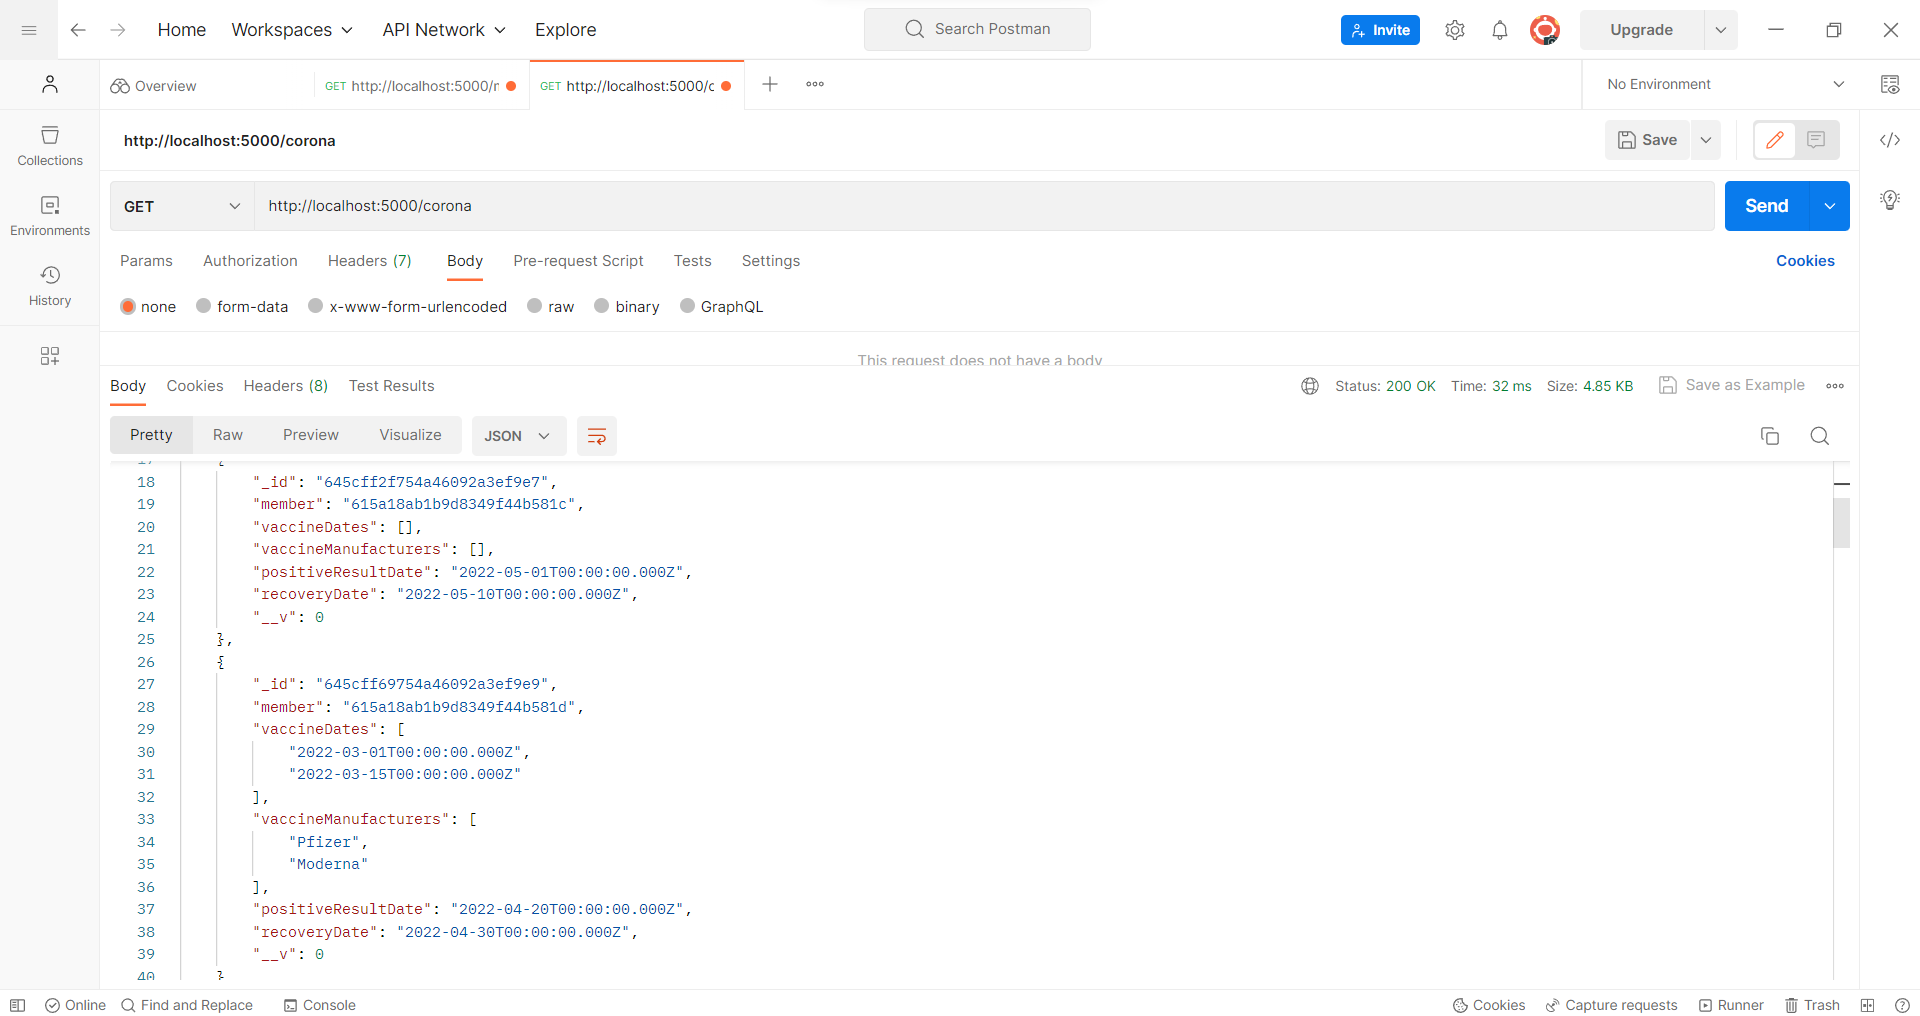 Home Workspaces API Network Explore Search Postman Invite Upgrade
Overview GET http://localhost:5000/r GET http://localhost:5000/c No Environment
http://localhost:5000/corona Save
Collections
Environments
History
GET http://localhost:5000/corona Send
Params Authorization Headers (7) Body Pre-request Script Tests Settings Cookies
none form-data x-www-form-urlencoded raw binary GraphQL
This request does not have a body
Body Cookies Headers (8) Test Results Status: 200 OK Time: 32 ms Size: 4.85 KB Save as Example
Pretty Raw Preview Visualize JSON
17 {
18 "_id": "645cff2f754a46092a3ef9e7",
19 "member": "615a18ab1b9d8349f44b581c",
20 "vaccineDates": [],
21 "vaccineManufacturers": [],
22 "positiveResultDate": "2022-05-01T00:00:00.000Z",
23 "recoveryDate": "2022-05-10T00:00:00.000Z",
24 "__v": 0
25 },
26 {
27 "_id": "645cff69754a46092a3ef9e9",
28 "member": "615a18ab1b9d8349f44b581d",
29 "vaccineDates": [
30 "2022-03-01T00:00:00.000Z",
31 "2022-03-15T00:00:00.000Z"
32 ],
33 "vaccineManufacturers": [
34 "Pfizer",
35 "Moderna"
36 ],
37 "positiveResultDate": "2022-04-20T00:00:00.000Z",
38 "recoveryDate": "2022-04-30T00:00:00.000Z",
39 "__v": 0
40 }
Online Find and Replace Console Cookies Capture requests Runner Trash